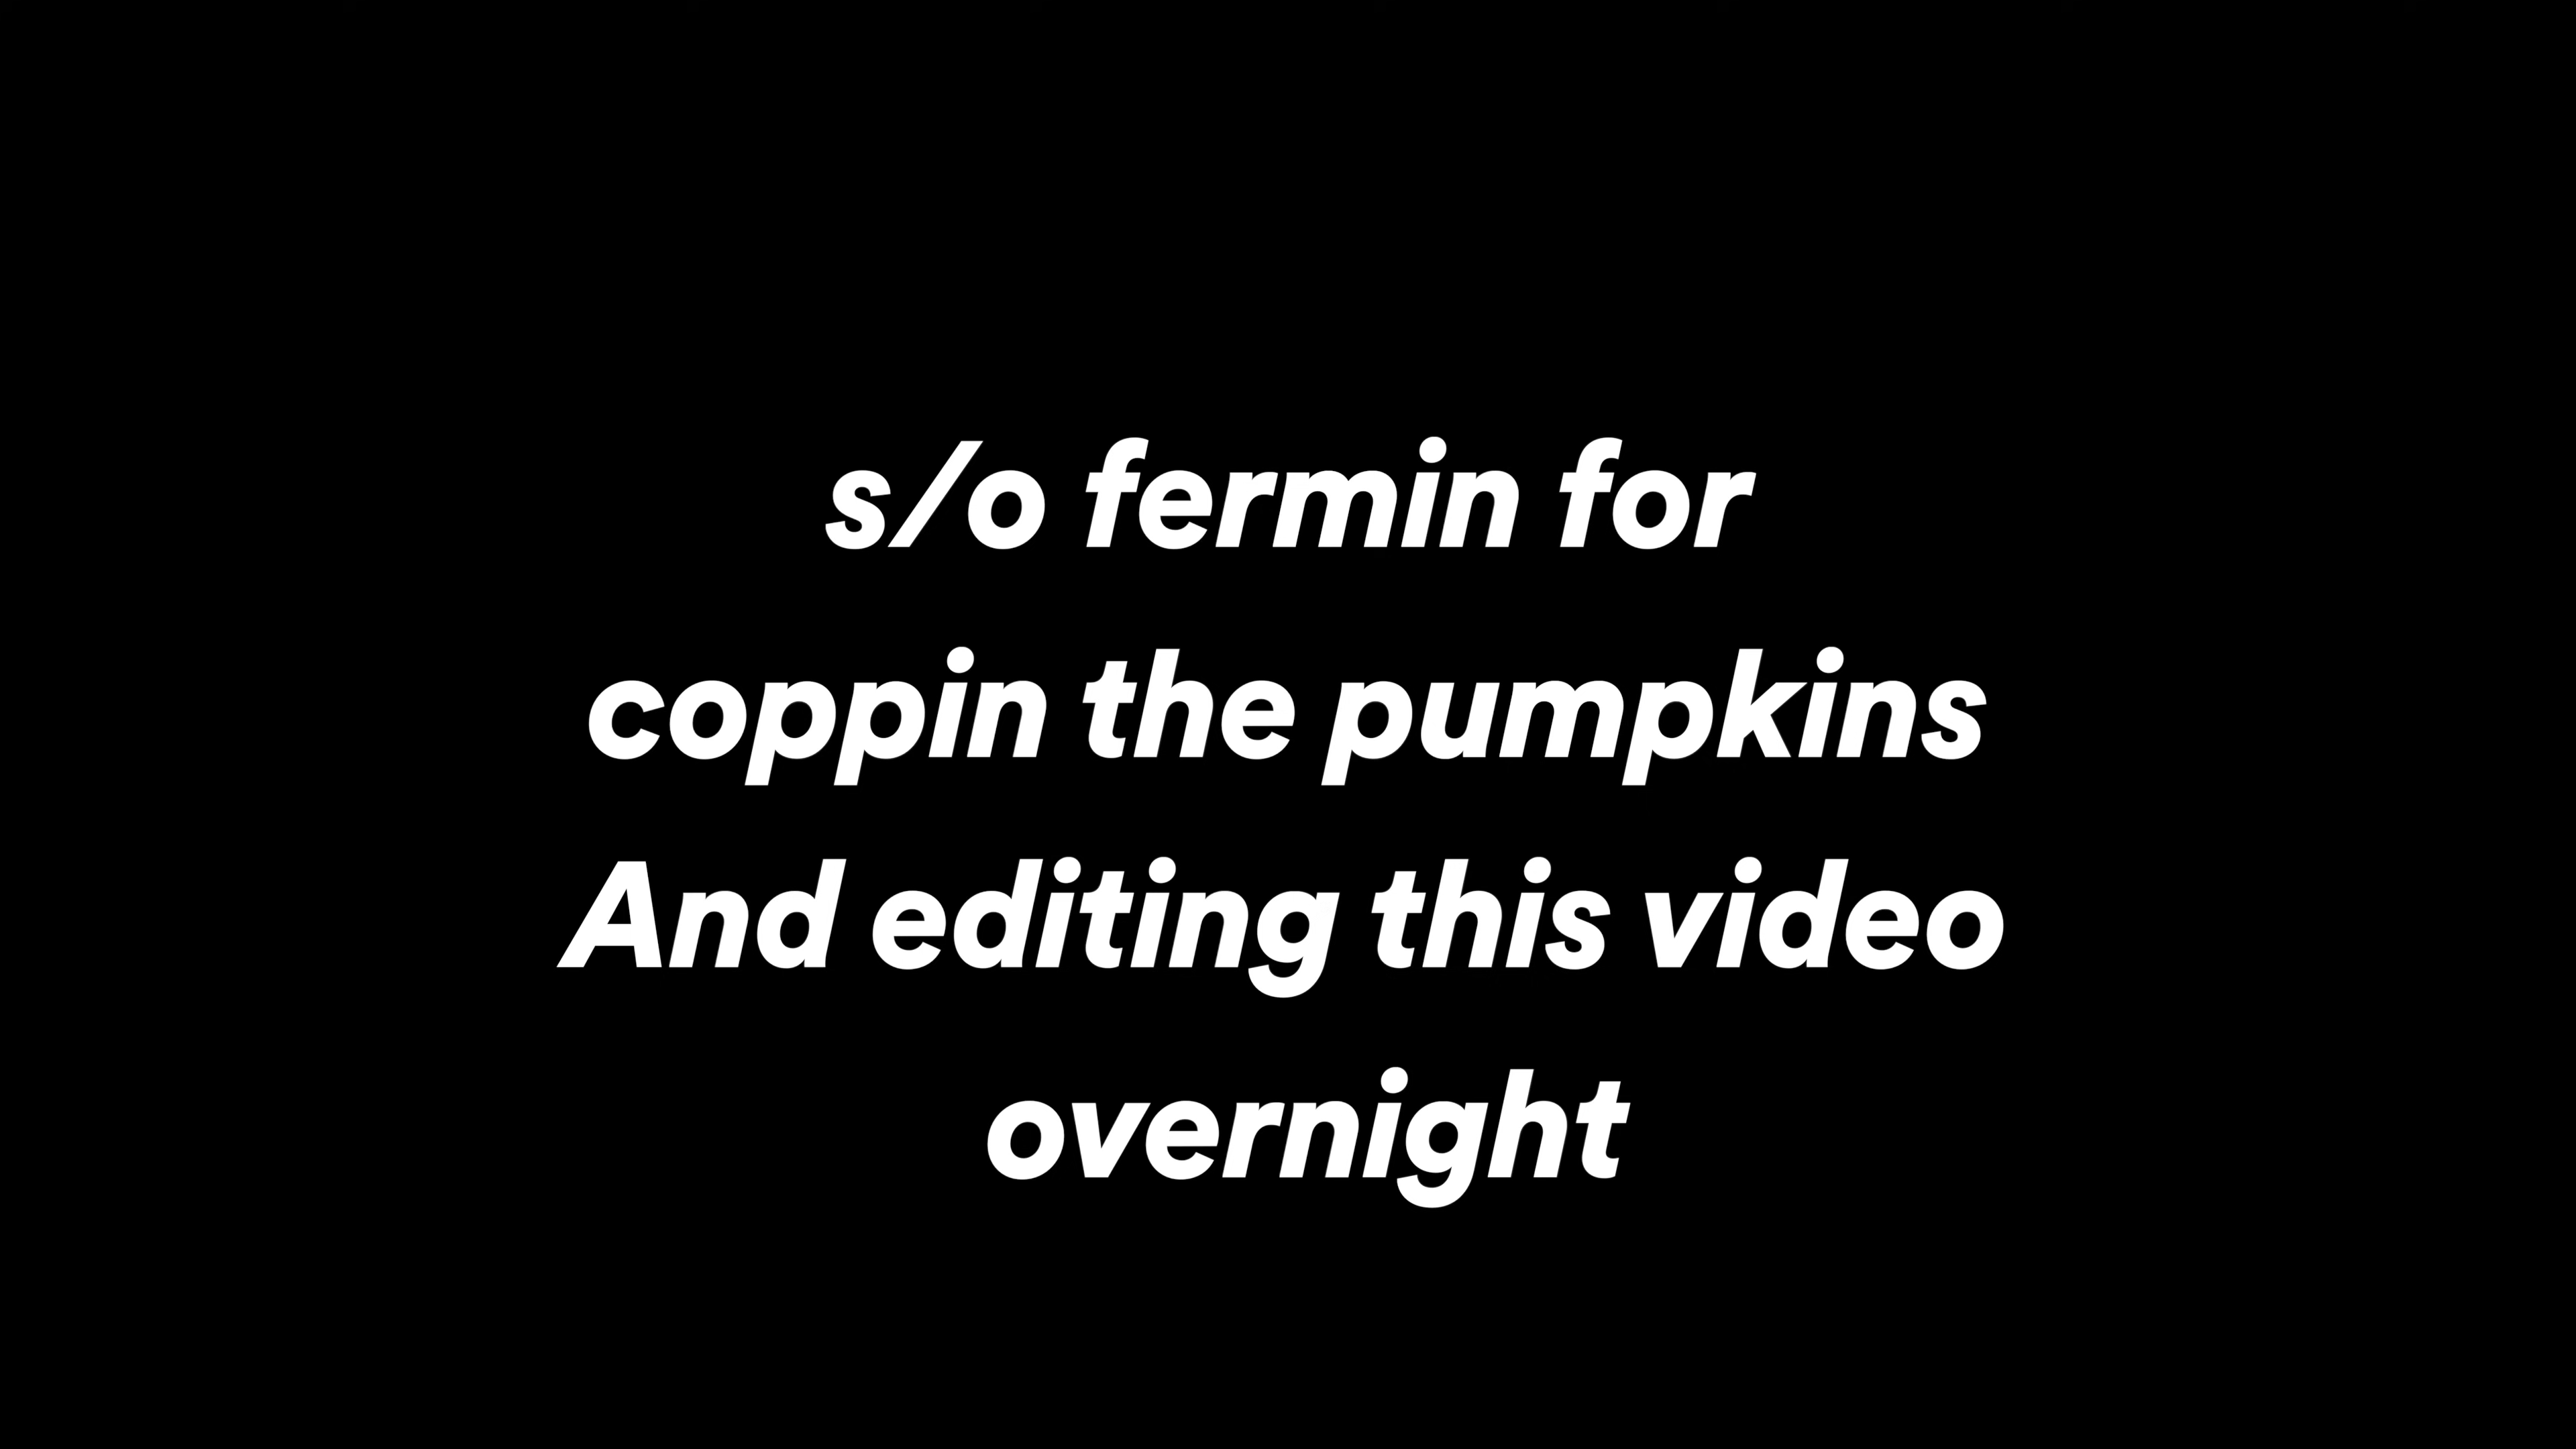 s/o fermin for
coppin the pumpkins
And editing this video
overnight